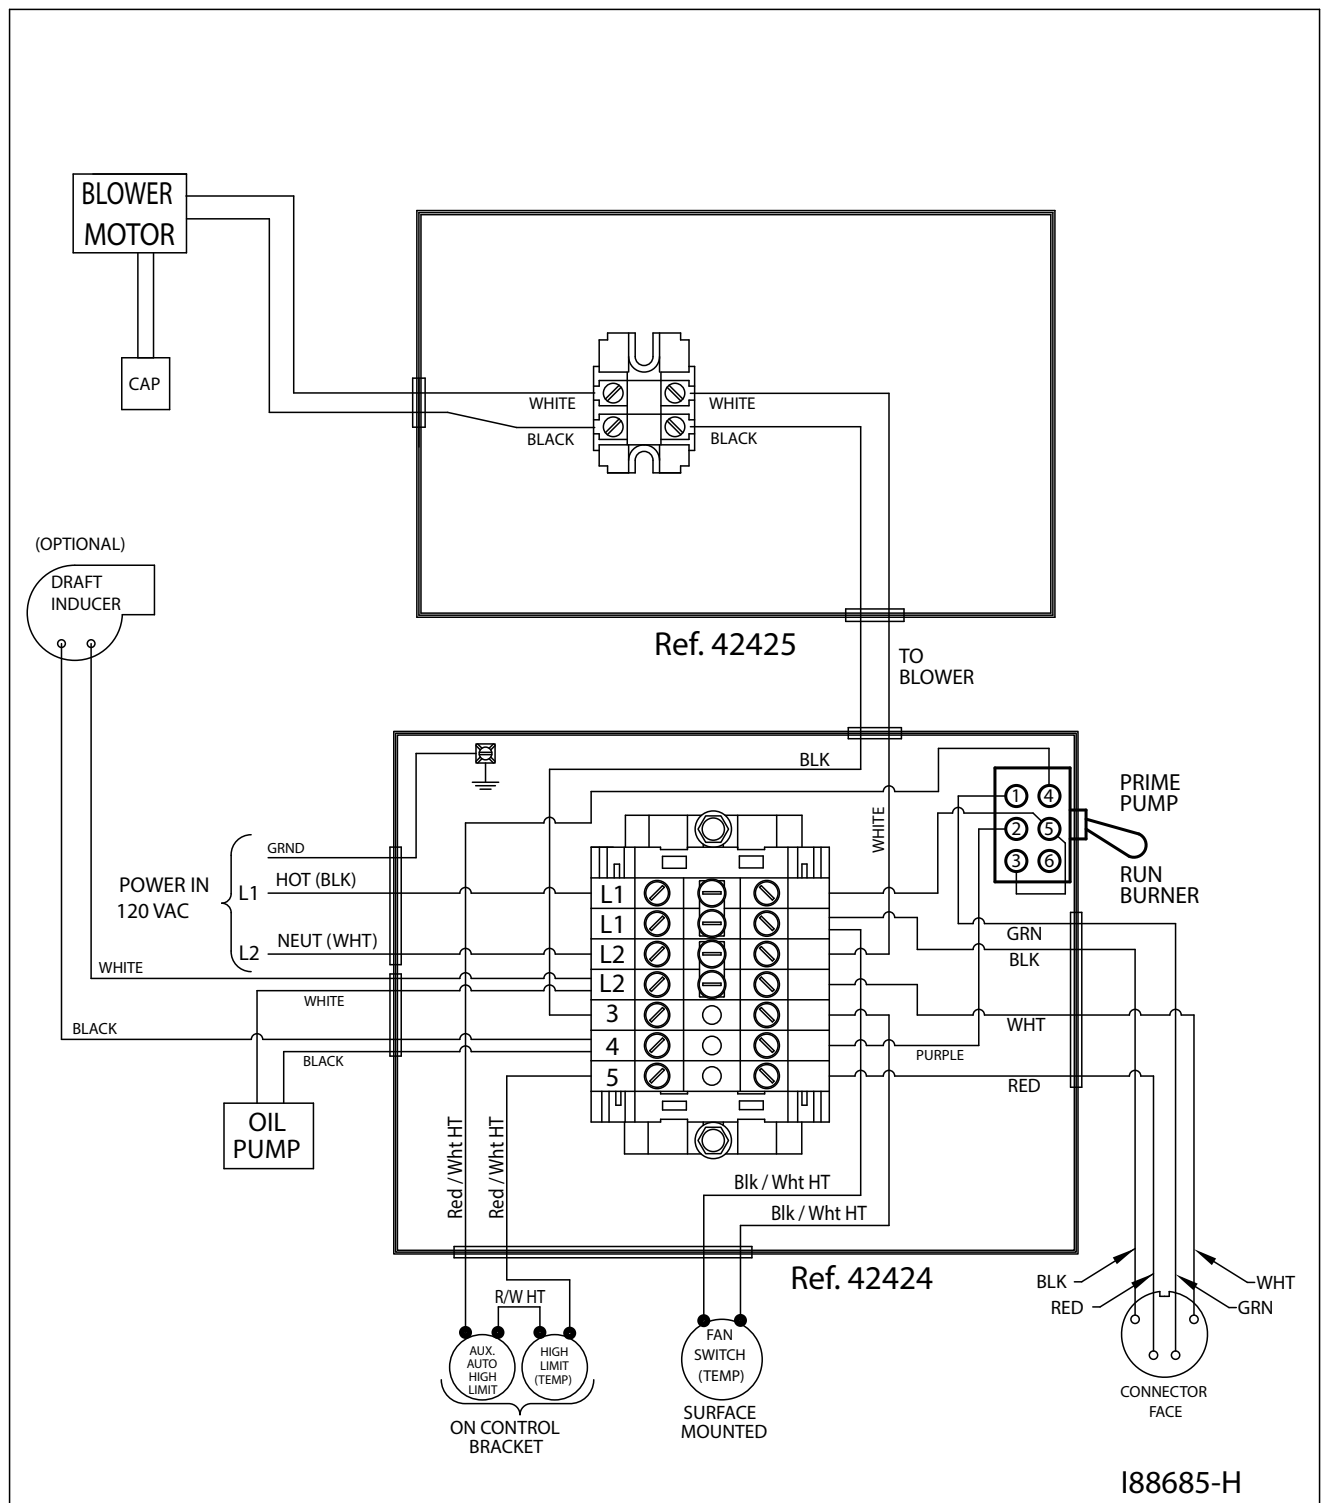 BLOWER
MOTOR
CAP
WHITE
WHITE
BLACK
BLACK
(OPTIONAL)
DRAFT
INDUCER
Ref. 42425
TO
BLOWER
BLK
WHITE
1
4
2
5
3
6
PRIME
PUMP
RUN
BURNER
POWER IN
120 VAC
GRND
L1
HOT (BLK)
L2
NEUT (WHT)
WHITE
WHITE
BLACK
BLACK
OIL
PUMP
L1
L1
L2
L2
3
4
5
GRN
BLK
WHT
PURPLE
RED
Red / Wht HT
Red / Wht HT
Blk / Wht HT
Blk / Wht HT
Ref. 42424
R/W HT
AUX.
AUTO
HIGH
LIMIT
HIGH
LIMIT
(TEMP)
ON CONTROL
BRACKET
FAN
SWITCH
(TEMP)
SURFACE
MOUNTED
BLK
RED
WHT
GRN
CONNECTOR
FACE
I88685-H